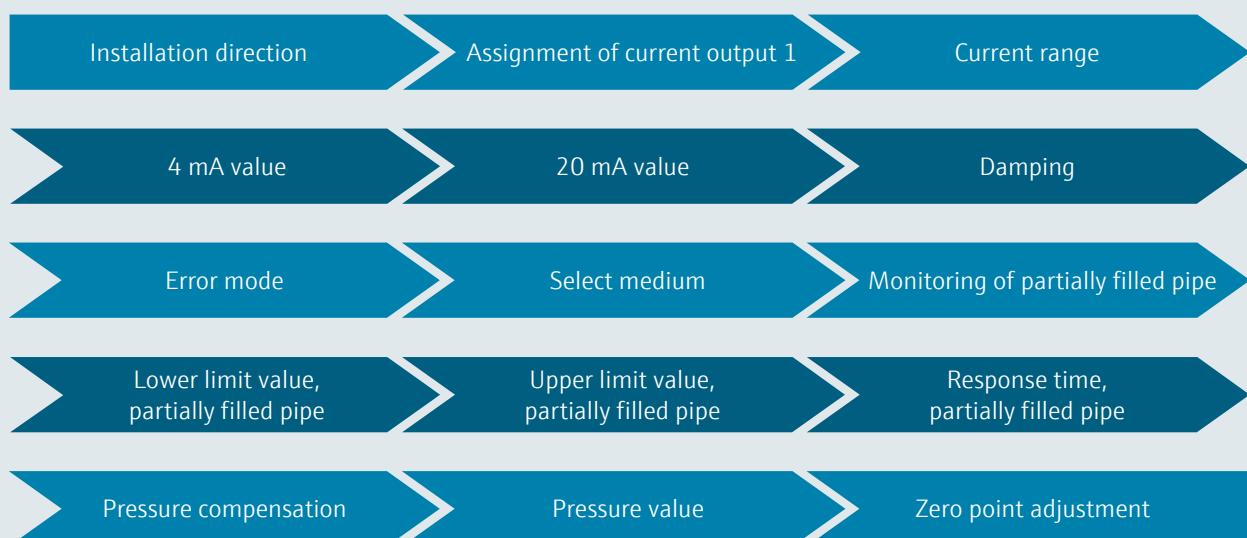 Installation direction
Assignment of current output 1
Current range
4 mA value
20 mA value
Damping
Error mode
Select medium
Monitoring of partially filled pipe
Lower limit value,
partially filled pipe
Upper limit value,
partially filled pipe
Response time,
partially filled pipe
Pressure compensation
Pressure value
Zero point adjustment